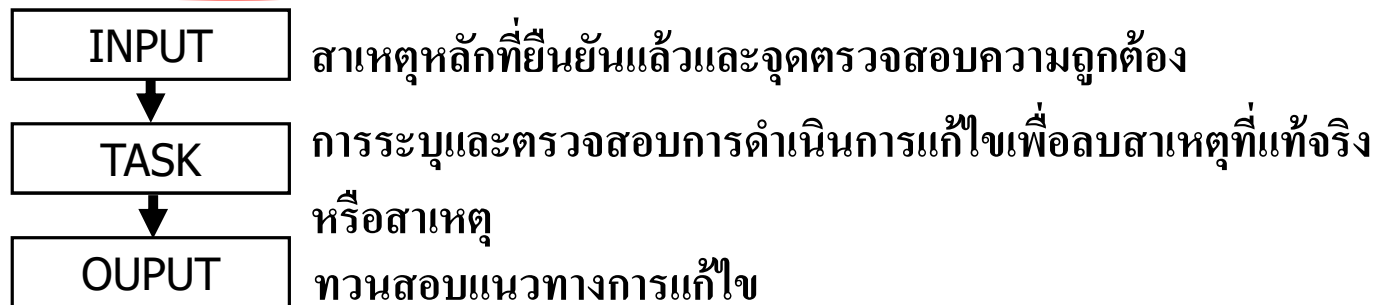 INPUT
สาเหตุหลักที่ยืนยันแล้วและจุดตรวจสอบความถูกต้อง
TASK
การระบุและตรวจสอบการดำเนินการแก้ไขเพื่อลบสาเหตุที่แท้จริง
หรือสาเหตุ
OUPUT
ทวนสอบแนวทางการแก้ไข